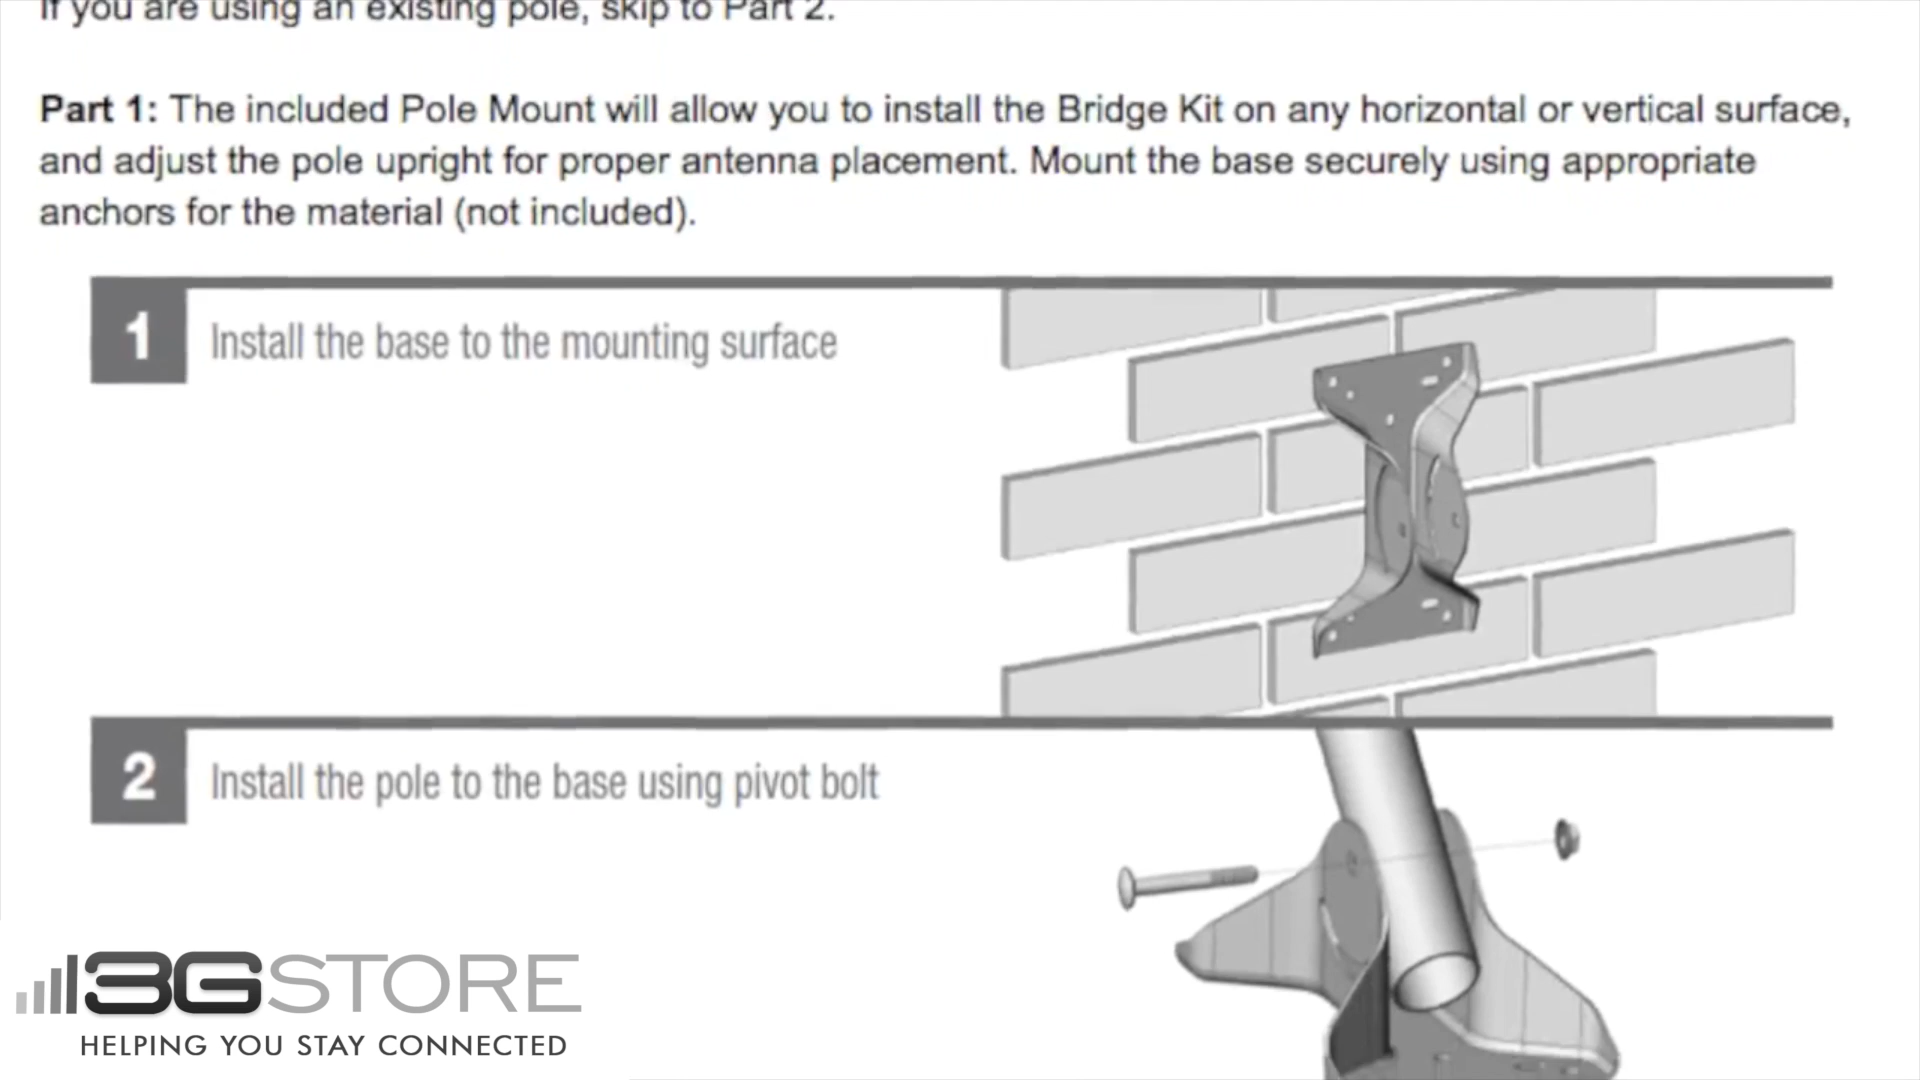 If you are using an existing pole, skip to Part 2.
Part 1: The included Pole Mount will allow you to install the Bridge Kit on any horizontal or vertical surface,
and adjust the pole upright for proper antenna placement. Mount the base securely using appropriate
anchors for the material (not included).
1 Install the base to the mounting surface
2 Install the pole to the base using pivot bolt
3GSTORE
HELPING YOU STAY CONNECTED